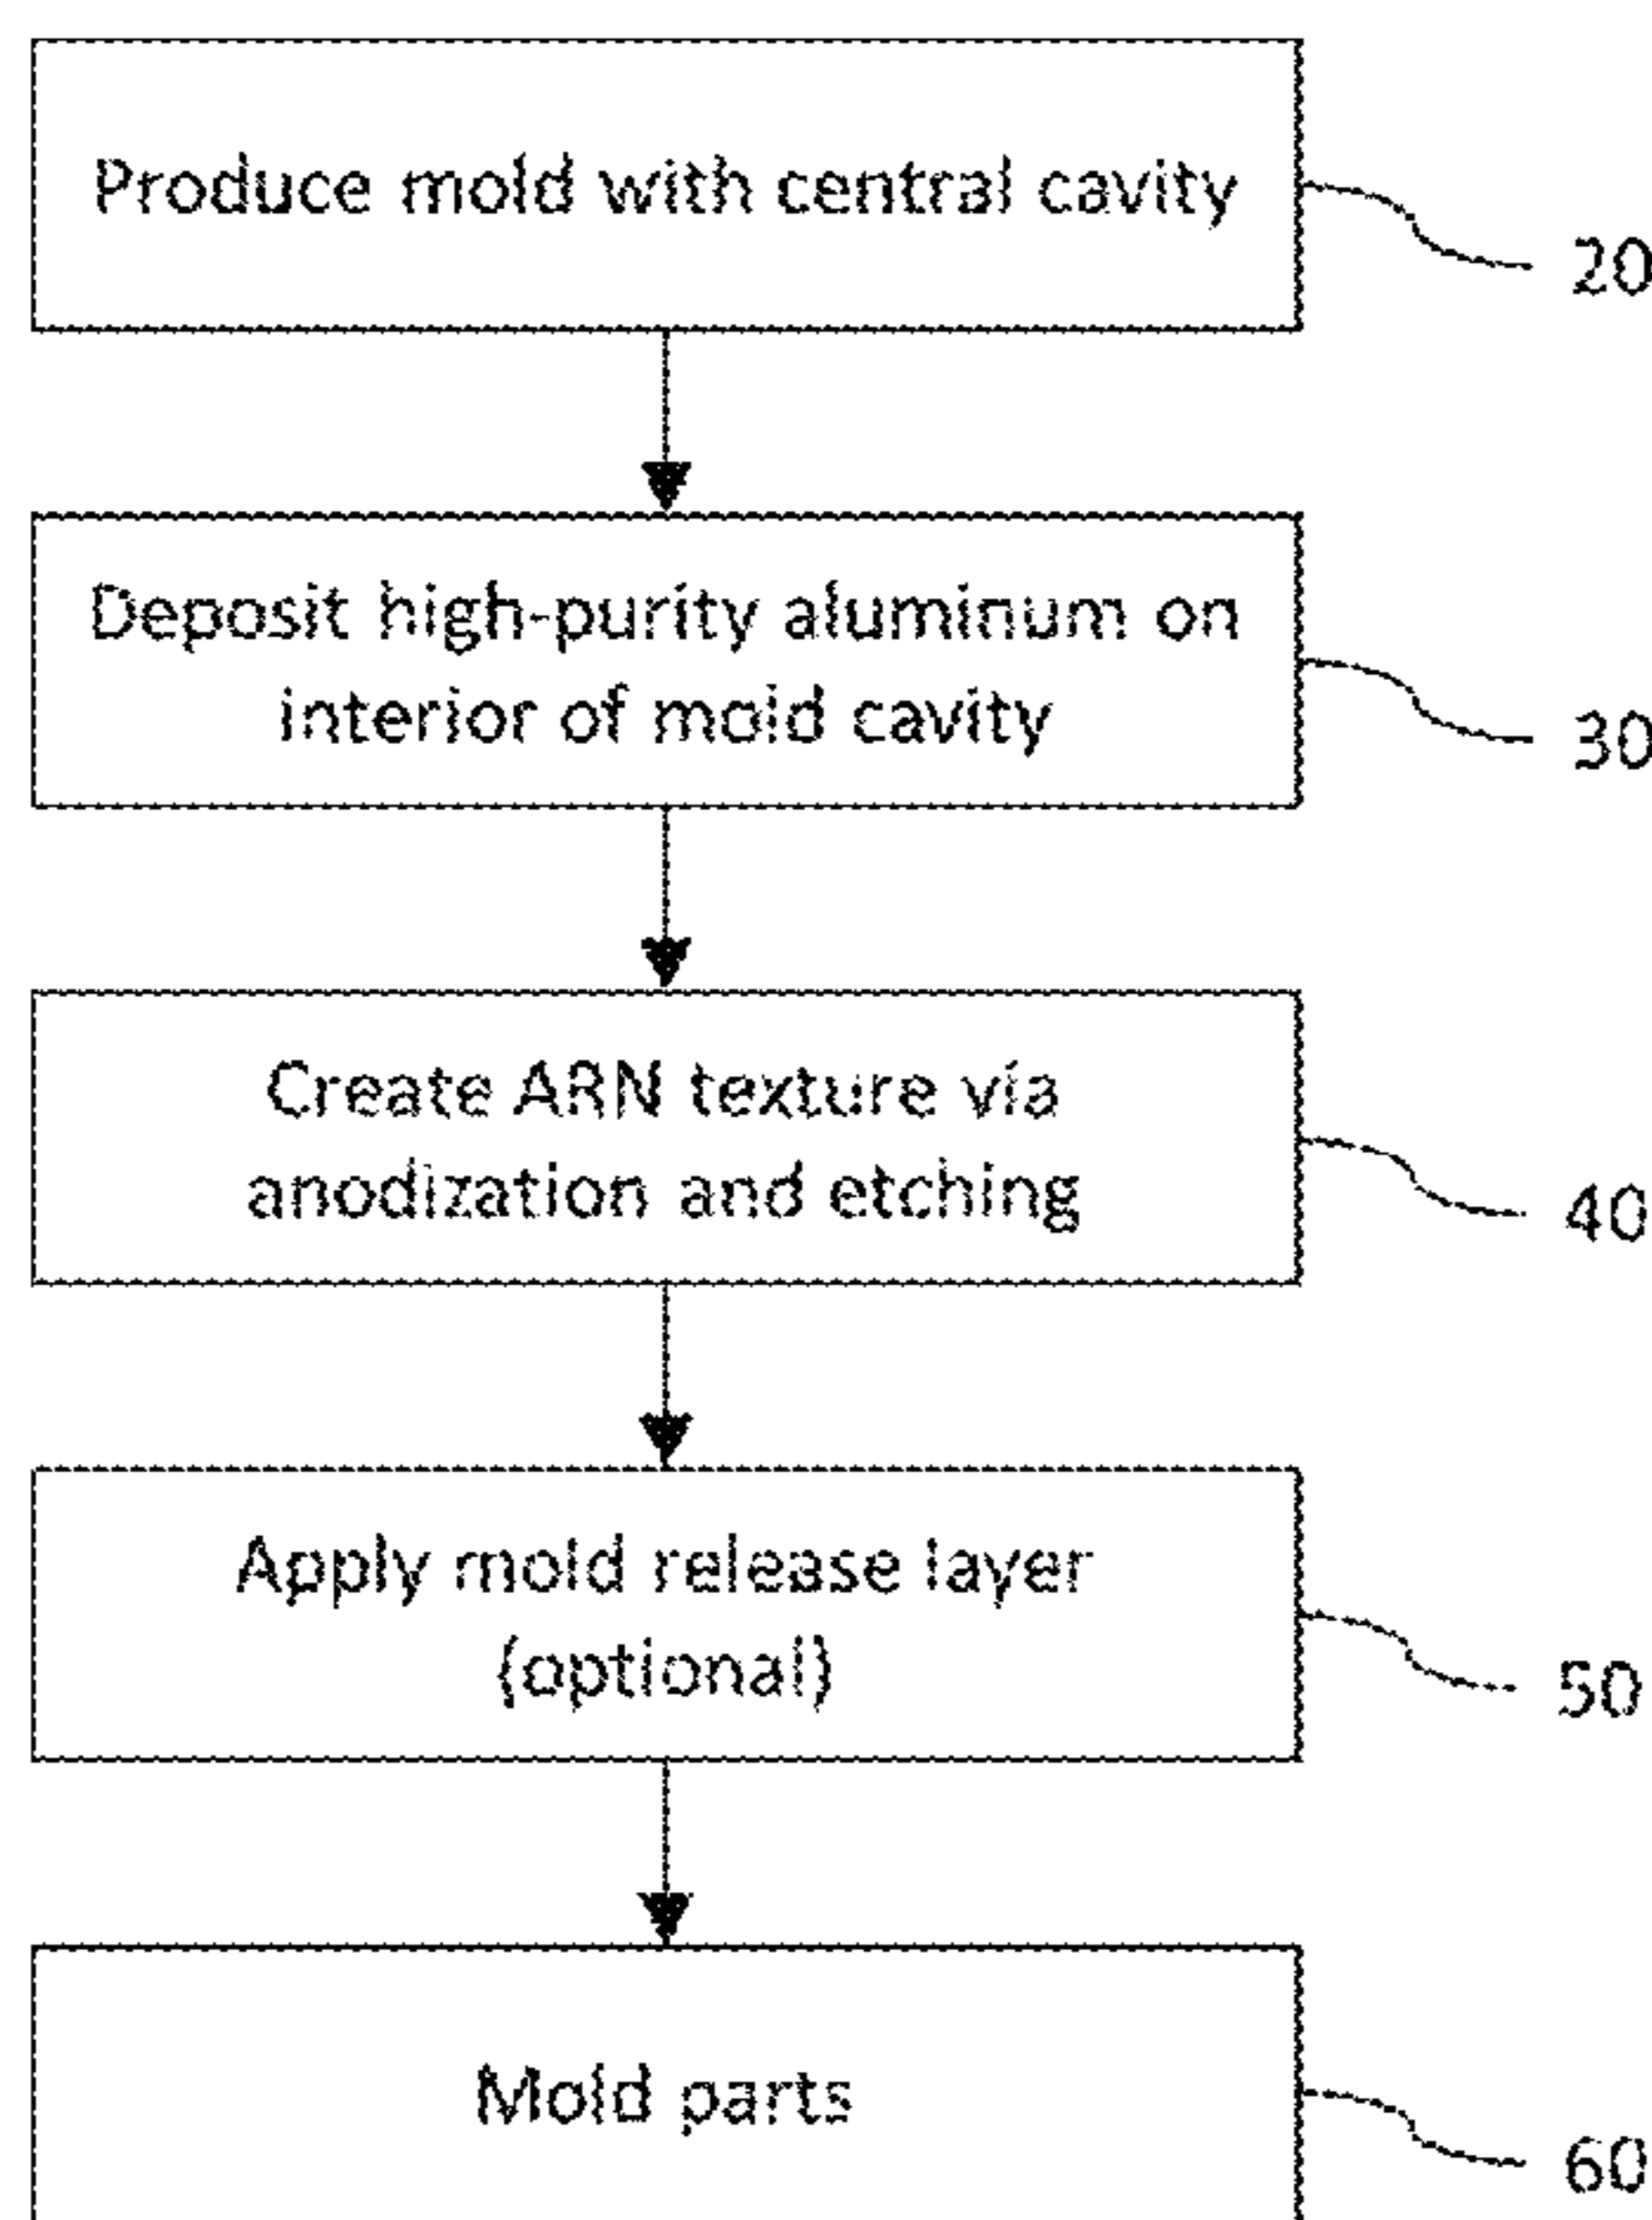 Produce mold with central cavity
20
Deposit high-purity aluminum on
interior of mold cavity
30
Create ARN texture via
anodization and etching
40
Apply mold release layer
(optional)
50
Mold parts
60